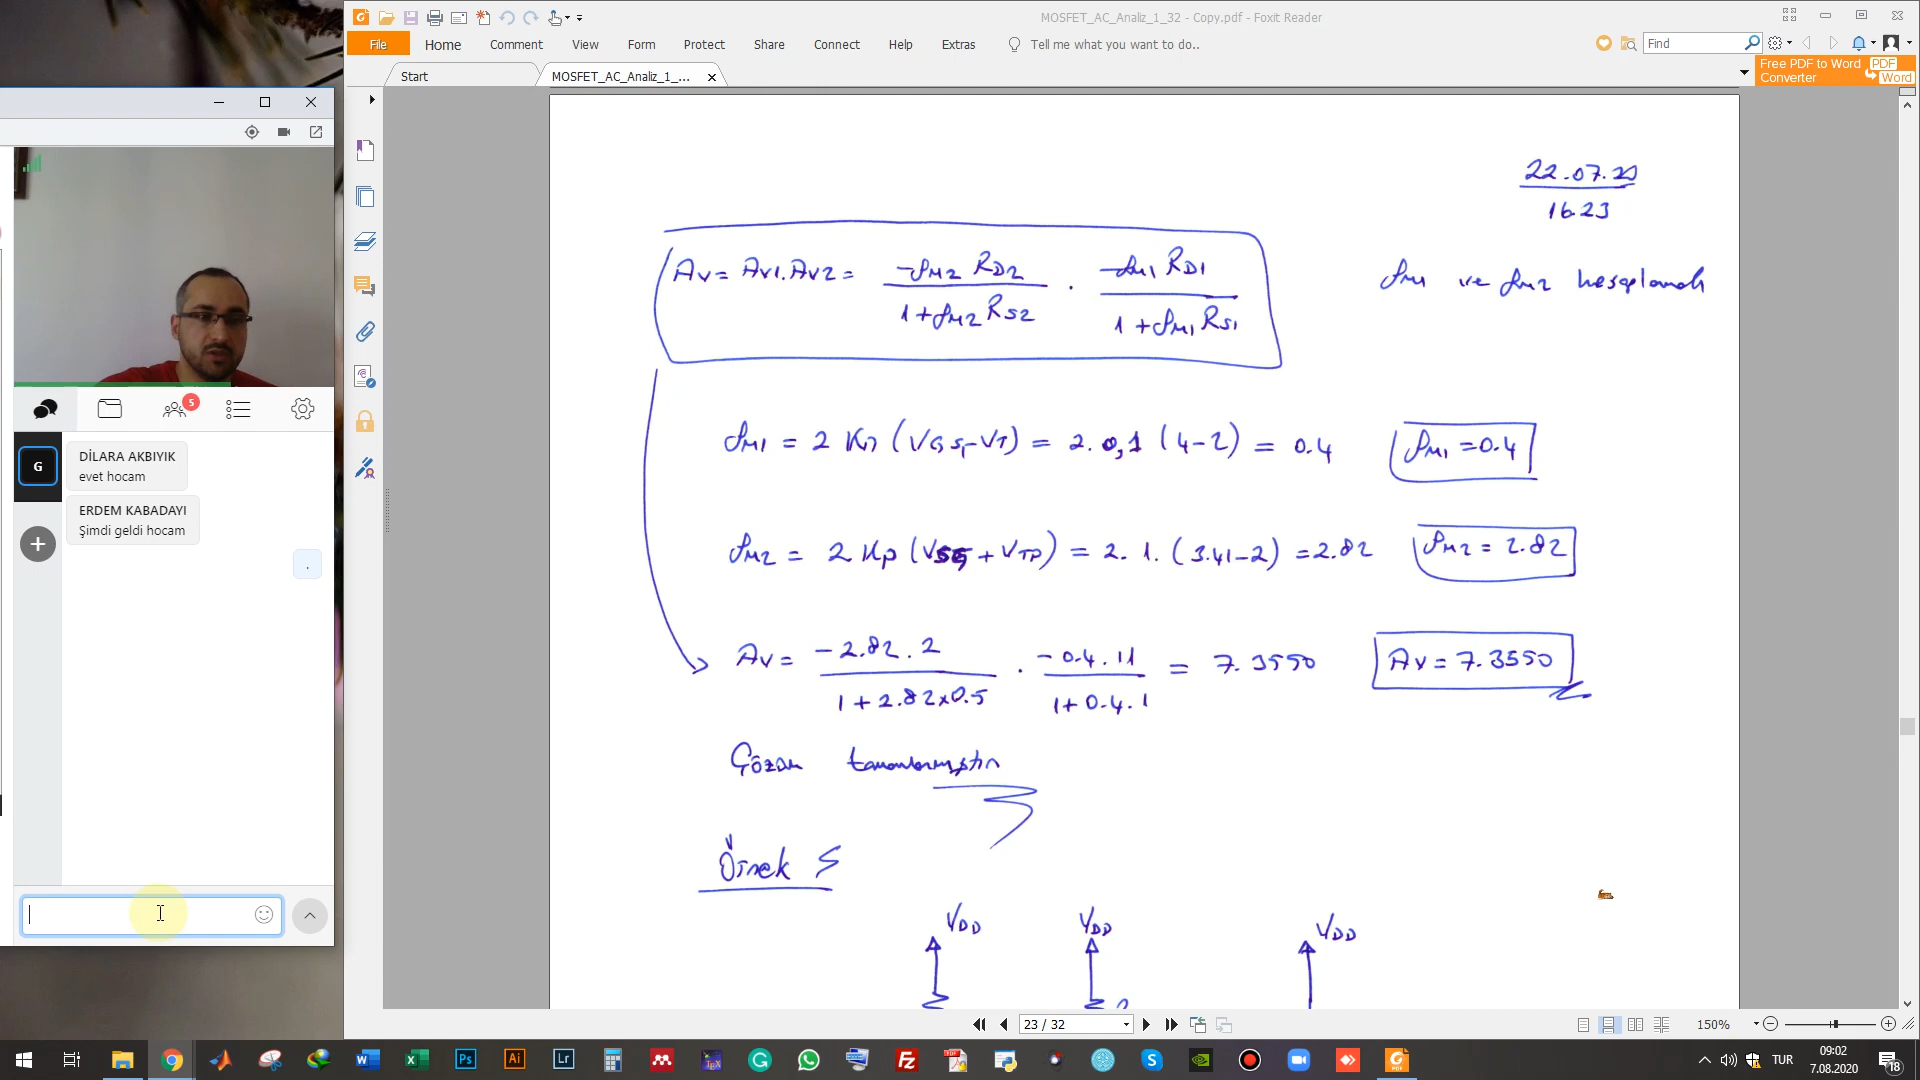 MOSFET_AC_Analiz_1_32 - Copy.pdf - Foxit Reader
File Home Comment View Form Protect Share Connect Help Extras Tell me what you want to do.. Find
Free PDF to Word Converter
PDF
Word
Start MOSFET_AC_Analiz_1_... 
22.07.20
16.23
Av = Av1.Av2 = -gm2 RD2 / 1+gm2 RS2 . -gm1 RD1 / 1+gm1 RS1
gm1 ve gm2 hesaplamak
gm1 = 2 Kn (VGS1-VT) = 2.0,1 (4-2) = 0.4 gm1 = 0.4
gm2 = 2 Kp (VSG + VTP) = 2. 1. (3.41-2) = 2.82 gm2 = 2.82
Av = -2.82 . 2 / 1+2.82x0.5 . -0.4.11 / 1+0.4.1 = 7.3550 Av = 7.3550
Çözüm tamamlanmıştır
Örnek 5
VDD VDD VDD
5
G
DİLARA AKBIYIK
evet hocam
ERDEM KABADAYI
Şimdi geldi hocam
.
23 / 32
150%
TUR
09:02
7.08.2020
18